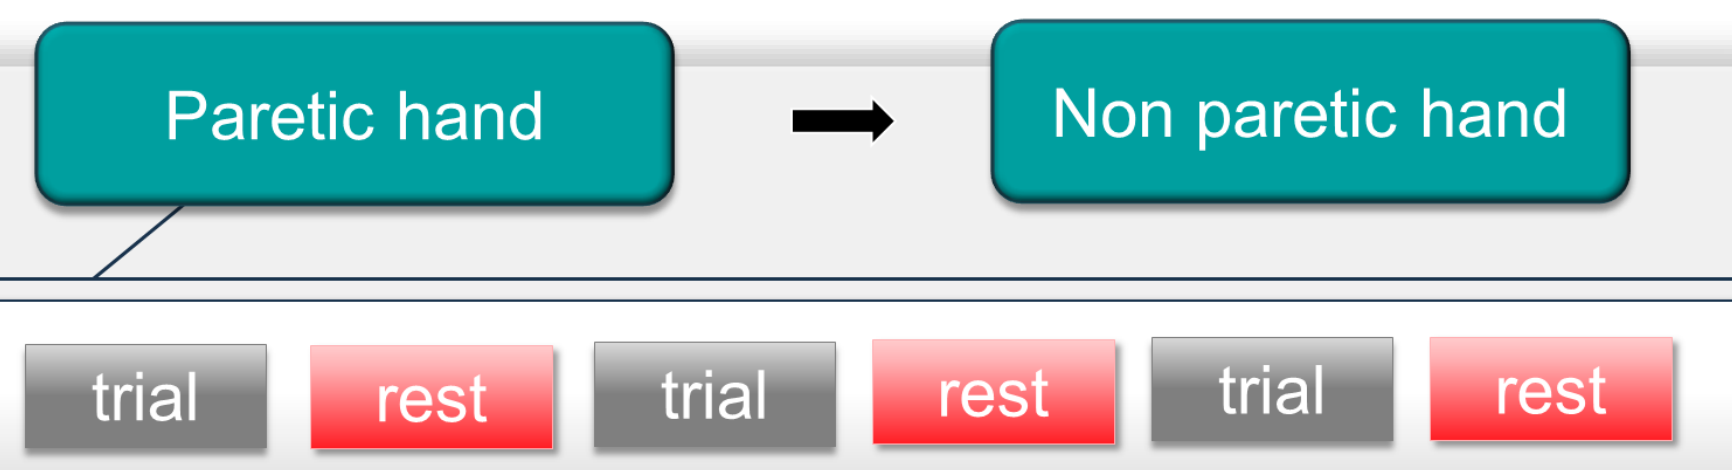 Paretic hand
Non paretic hand
trial
rest
trial
rest
trial
rest